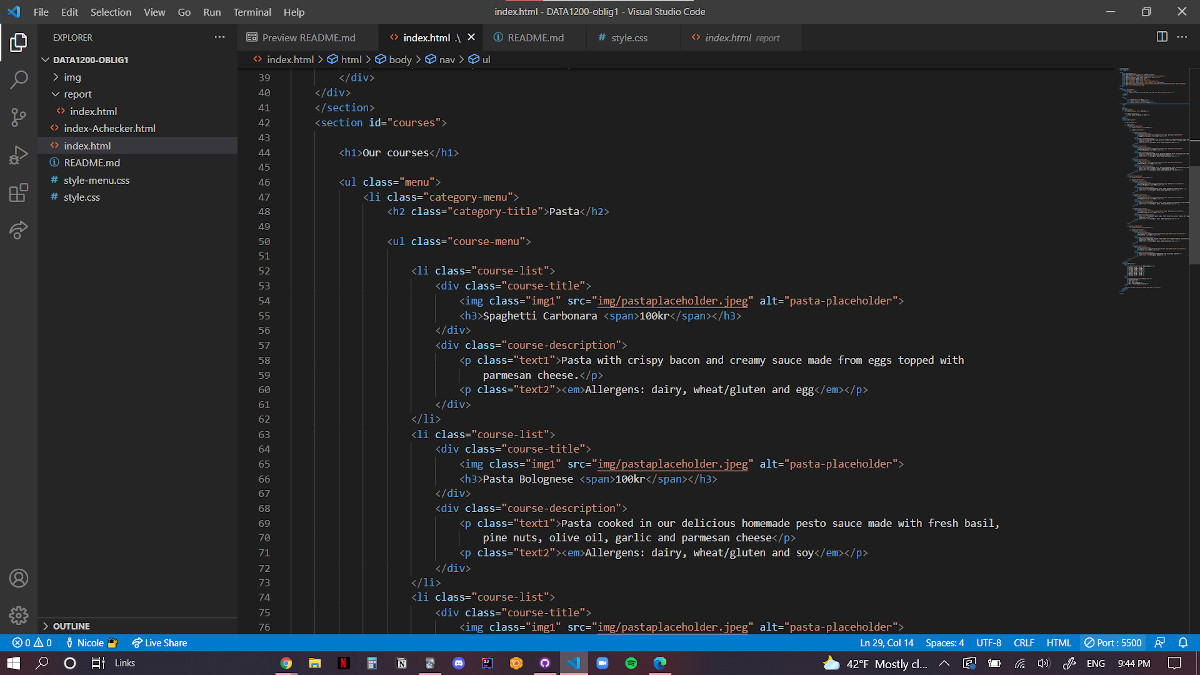 File Edit Selection View Go Run Terminal Help
index.html - DATA1200-oblig1 - Visual Studio Code
EXPLORER
Preview README.md
index.html .\
README.md
style.css
index.html report
index.html > html > body > nav > ul
DATA1200-OBLIG1
img
report
index.html
index-Achecker.html
index.html
README.md
style-menu.css
style.css
OUTLINE
39 </div>
40 </div>
41 </section>
42 <section id="courses">
43
44 <h1>Our courses</h1>
45
46 <ul class="menu">
47 <li class="category-menu">
48 <h2 class="category-title">Pasta</h2>
49
50 <ul class="course-menu">
51
52 <li class="course-list">
53 <div class="course-title">
54 <img class="img1" src="img/pastaplaceholder.jpeg" alt="pasta-placeholder">
55 <h3>Spaghetti Carbonara <span>100kr</span></h3>
56 </div>
57 <div class="course-description">
58 <p class="text1">Pasta with crispy bacon and creamy sauce made from eggs topped with
59 parmesan cheese.</p>
60 <p class="text2"><em>Allergens: dairy, wheat/gluten and egg</em></p>
61 </div>
62 </li>
63 <li class="course-list">
64 <div class="course-title">
65 <img class="img1" src="img/pastaplaceholder.jpeg" alt="pasta-placeholder">
66 <h3>Pasta Bolognese <span>100kr</span></h3>
67 </div>
68 <div class="course-description">
69 <p class="text1">Pasta cooked in our delicious homemade pesto sauce made with fresh basil,
70 pine nuts, olive oil, garlic and parmesan cheese</p>
71 <p class="text2"><em>Allergens: dairy, wheat/gluten and soy</em></p>
72 </div>
73 </li>
74 <li class="course-list">
75 <div class="course-title">
76 <img class="img1" src="img/pastaplaceholder.jpeg" alt="pasta-placeholder">
0 0 Nicole Live Share Ln 29, Col 14 Spaces: 4 UTF-8 CRLF HTML Port : 5500
Links 42°F Mostly cl... ENG 9:44 PM